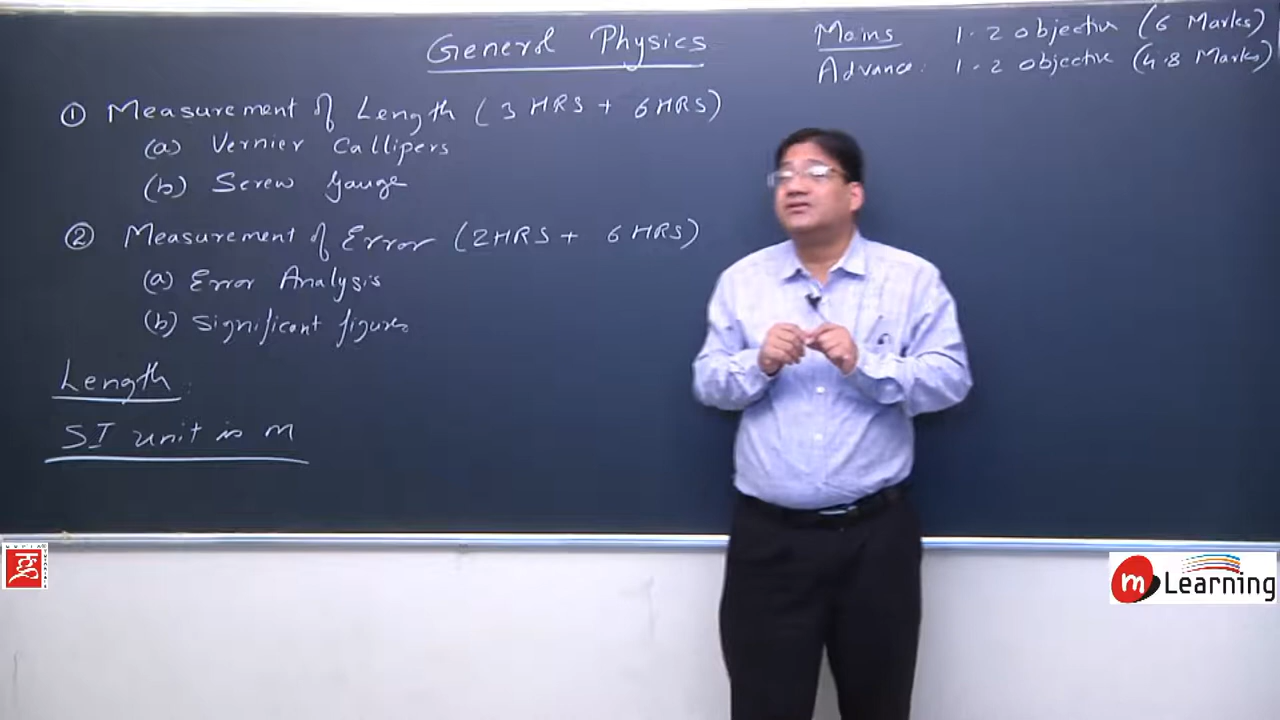 General Physics
Mains 1-2 objective (6 Marks)
Advance: 1-2 objective (4-8 Marks)
① Measurement of Length (3 HRS + 6 HRS)
(a) Vernier Callipers
(b) Screw Gauge
② Measurement of Error (2HRS + 6 HRS)
(a) Error Analysis
(b) Significant figures
Length:
SI unit is m
m Learning